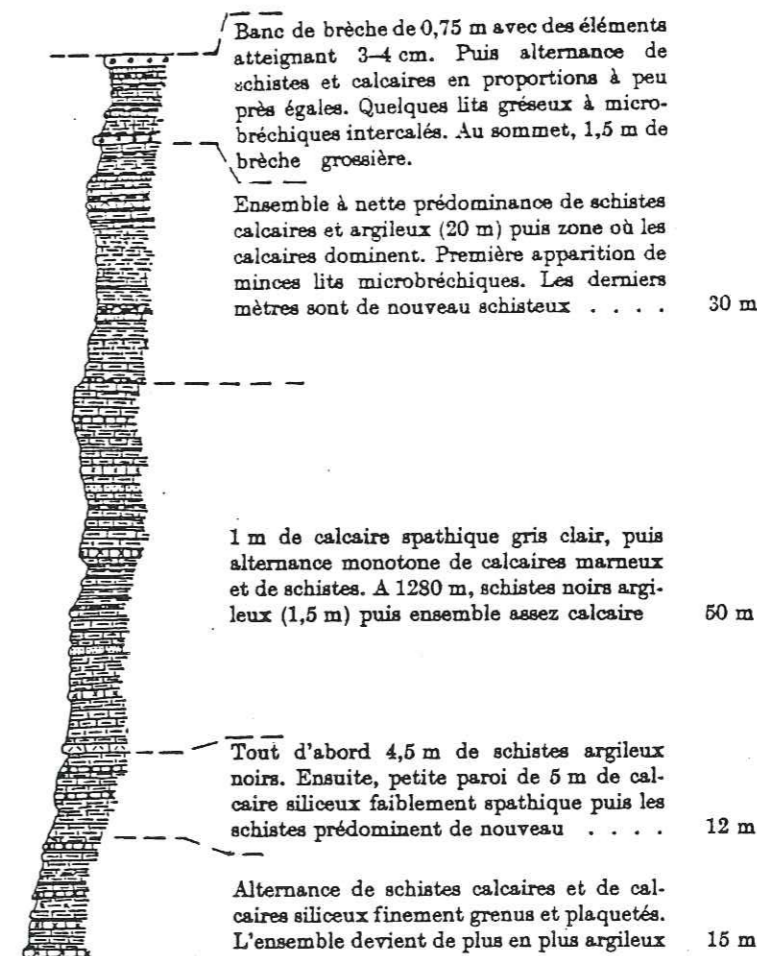 Banc de brèche de 0,75 m avec des éléments
atteignant 3–4 cm. Puis alternance de
schistes et calcaires en proportions à peu
près égales. Quelques lits gréseux à micro-
bréchiques intercalés. Au sommet, 1,5 m de
brèche grossière.
Ensemble à nette prédominance de schistes
calcaires et argileux (20 m) puis zone où les
calcaires dominent. Première apparition de
minces lits microbréchiques. Les derniers
mètres sont de nouveau schisteux . . . . 30 m
1 m de calcaire spathique gris clair, puis
alternance monotone de calcaires marneux
et de schistes. A 1280 m, schistes noirs argi-
leux (1,5 m) puis ensemble assez calcaire 50 m
Tout d'abord 4,5 m de schistes argileux
noirs. Ensuite, petite paroi de 5 m de cal-
caire siliceux faiblement spathique puis les
schistes prédominent de nouveau . . . . 12 m
Alternance de schistes calcaires et de cal-
caires siliceux finement grenus et plaquetés.
L'ensemble devient de plus en plus argileux 15 m